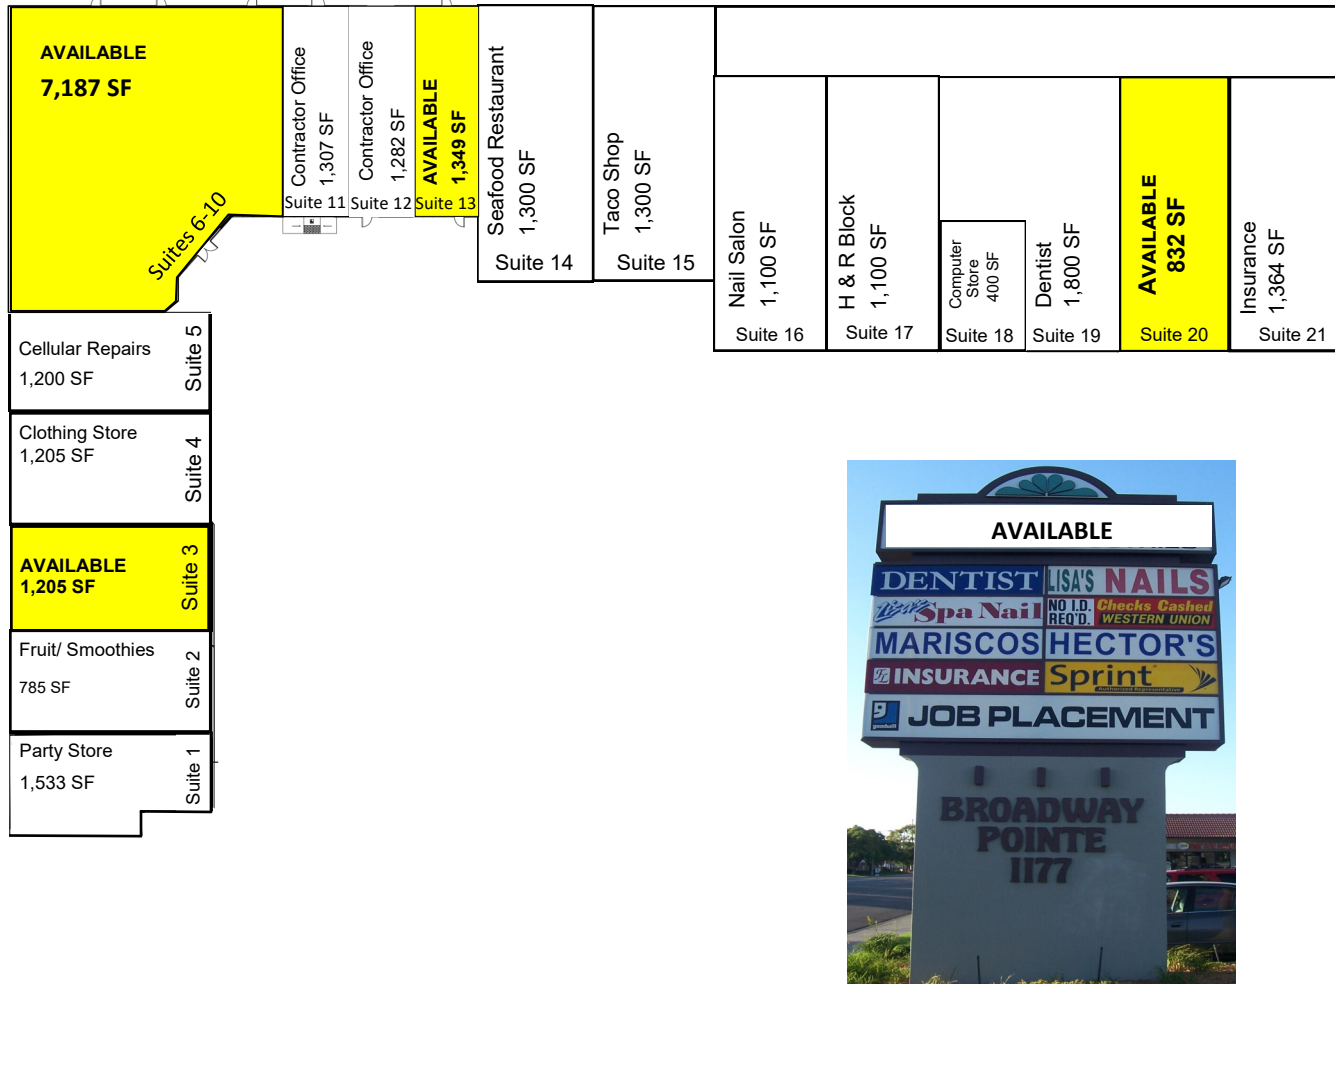 AVAILABLE
7,187 SF
Suites 6-10
Contractor Office
1,307 SF
Suite 11
Contractor Office
1,282 SF
Suite 12
AVAILABLE
1,349 SF
Suite 13
Seafood Restaurant
1,300 SF
Suite 14
Taco Shop
1,300 SF
Suite 15
Nail Salon
1,100 SF
Suite 16
H & R Block
1,100 SF
Suite 17
Computer
Store
400 SF
Suite 18
Dentist
1,800 SF
Suite 19
AVAILABLE
832 SF
Suite 20
Insurance
1,364 SF
Suite 21
Cellular Repairs
1,200 SF
Suite 5
Clothing Store
1,205 SF
Suite 4
AVAILABLE
1,205 SF
Suite 3
Fruit/ Smoothies
785 SF
Suite 2
Party Store
1,533 SF
Suite 1
AVAILABLE
DENTIST
LISA'S NAILS
Lisa's Spa Nail
NO I.D.
REQ'D.
Checks Cashed
WESTERN UNION
MARISCOS
HECTOR'S
INSURANCE
Sprint
Authorized Representative
goodwill
JOB PLACEMENT
BROADWAY
POINTE
1177